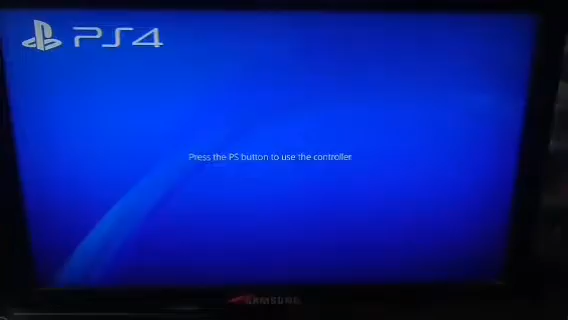 PS4
Press the PS button to use the controller
SAMSUNG